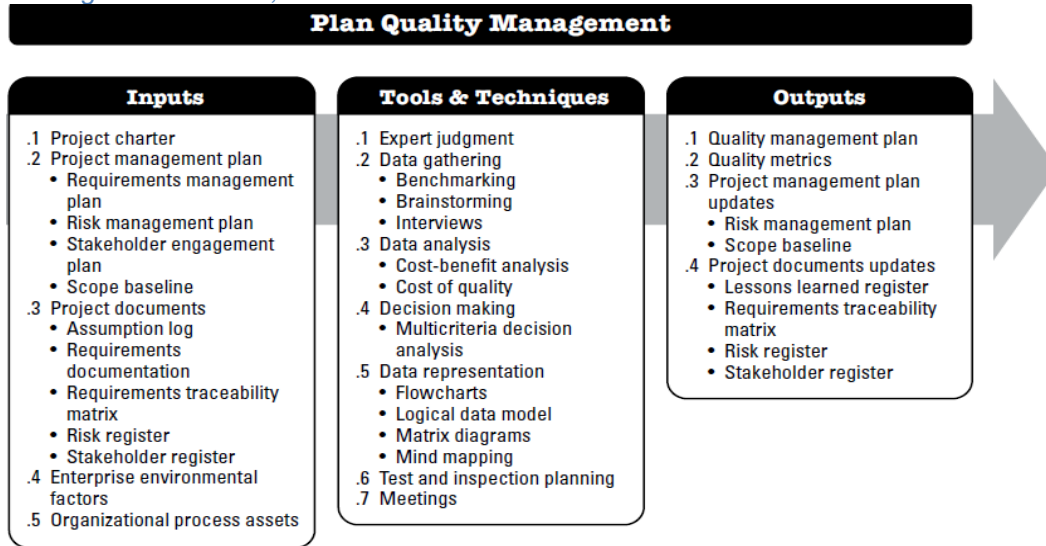 Plan Quality Management
Inputs
.1 Project charter
.2 Project management plan
• Requirements management
plan
• Risk management plan
• Stakeholder engagement
plan
• Scope baseline
.3 Project documents
• Assumption log
• Requirements
documentation
• Requirements traceability
matrix
• Risk register
• Stakeholder register
.4 Enterprise environmental
factors
.5 Organizational process assets
Tools & Techniques
.1 Expert judgment
.2 Data gathering
• Benchmarking
• Brainstorming
• Interviews
.3 Data analysis
• Cost-benefit analysis
• Cost of quality
.4 Decision making
• Multicriteria decision
analysis
.5 Data representation
• Flowcharts
• Logical data model
• Matrix diagrams
• Mind mapping
.6 Test and inspection planning
.7 Meetings
Outputs
.1 Quality management plan
.2 Quality metrics
.3 Project management plan
updates
• Risk management plan
• Scope baseline
.4 Project documents updates
• Lessons learned register
• Requirements traceability
matrix
• Risk register
• Stakeholder register